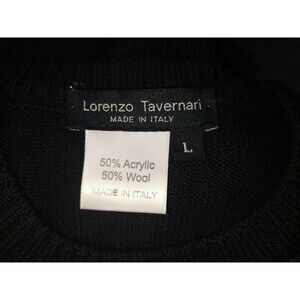 Lorenzo Tavernari
MADE IN ITALY
L
50% Acrylic
50% Wool
MADE IN ITALY